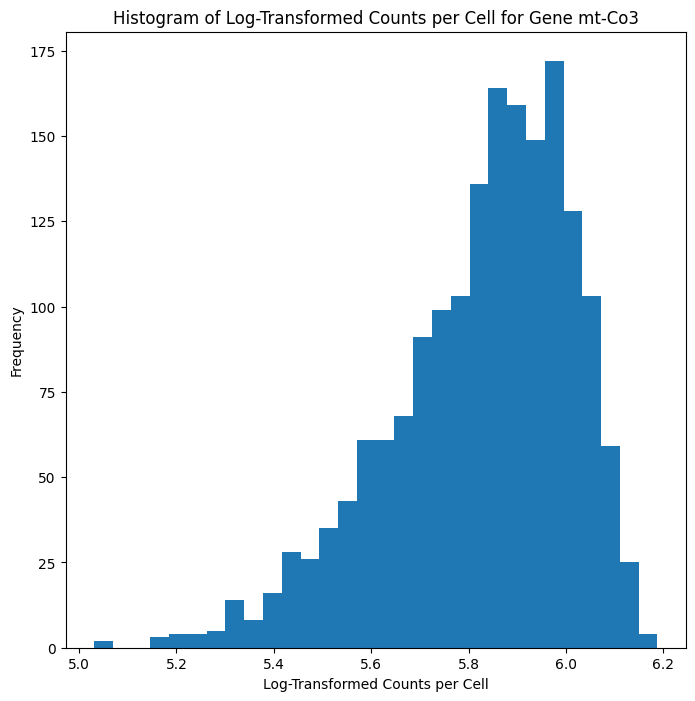 Histogram of Log-Transformed Counts per Cell for Gene mt-Co3
175
150
125
100
75
50
25
0
Frequency
5.0 5.2 5.4 5.6 5.8 6.0 6.2
Log-Transformed Counts per Cell